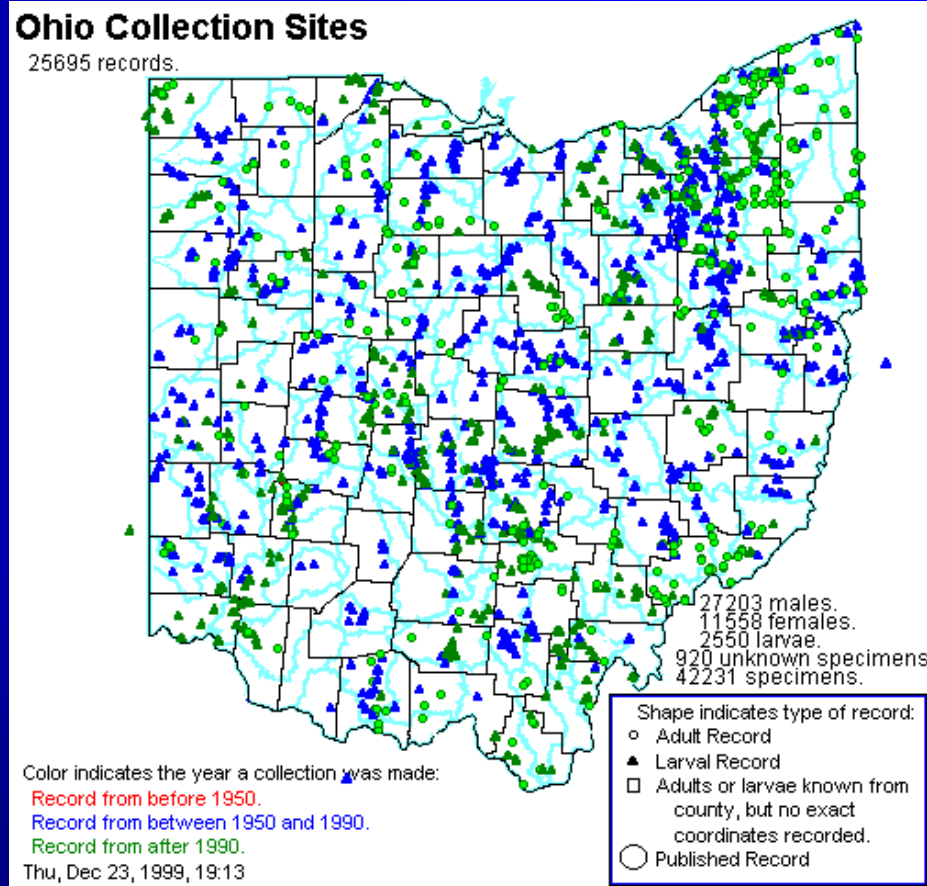 Ohio Collection Sites
25695 records.
27203 males.
11558 females.
2550 larvae.
920 unknown specimens
42231 specimens.
Shape indicates type of record:
Adult Record
Larval Record
Adults or larvae known from
county, but no exact
coordinates recorded.
Published Record
Color indicates the year a collection was made:
Record from before 1950.
Record from between 1950 and 1990.
Record from after 1990.
Thu, Dec 23, 1999, 19:13